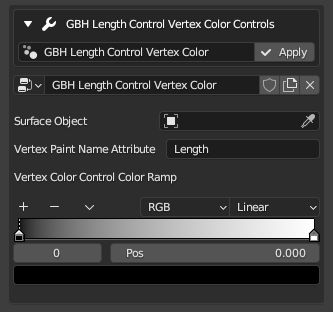 GBH Length Control Vertex Color Controls
GBH Length Control Vertex Color Apply
GBH Length Control Vertex Color
Surface Object
Vertex Paint Name Attribute Length
Vertex Color Control Color Ramp
RGB Linear
0 Pos 0.000